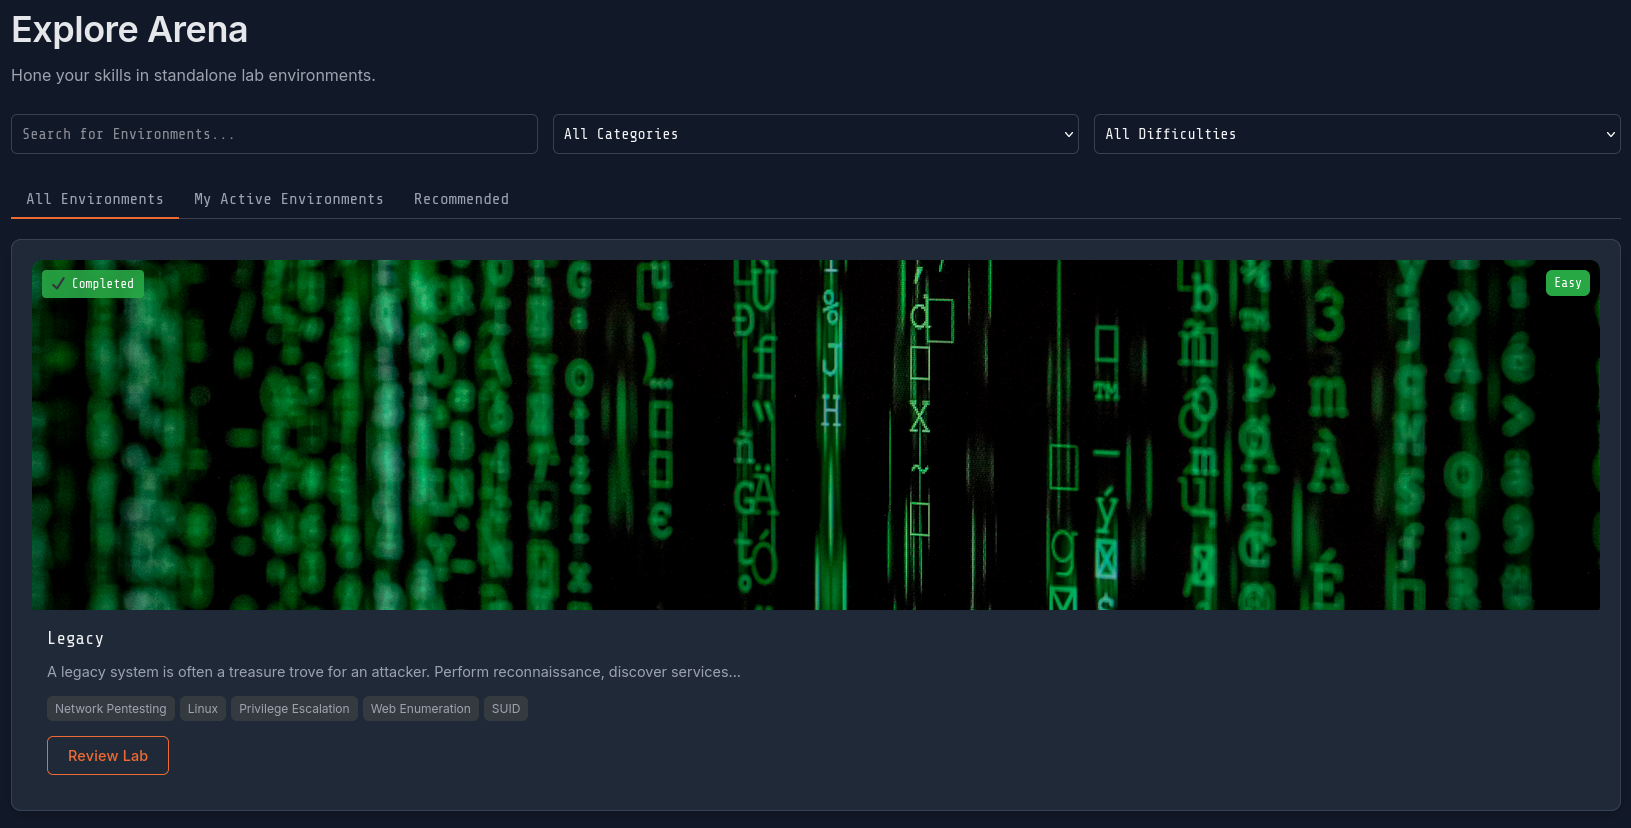 Explore Arena
Hone your skills in standalone lab environments.
Search for Environments...
All Categories
All Difficulties
All Environments
My Active Environments
Recommended
Completed
Easy
Legacy
A legacy system is often a treasure trove for an attacker. Perform reconnaissance, discover services...
Network Pentesting
Linux
Privilege Escalation
Web Enumeration
SUID
Review Lab